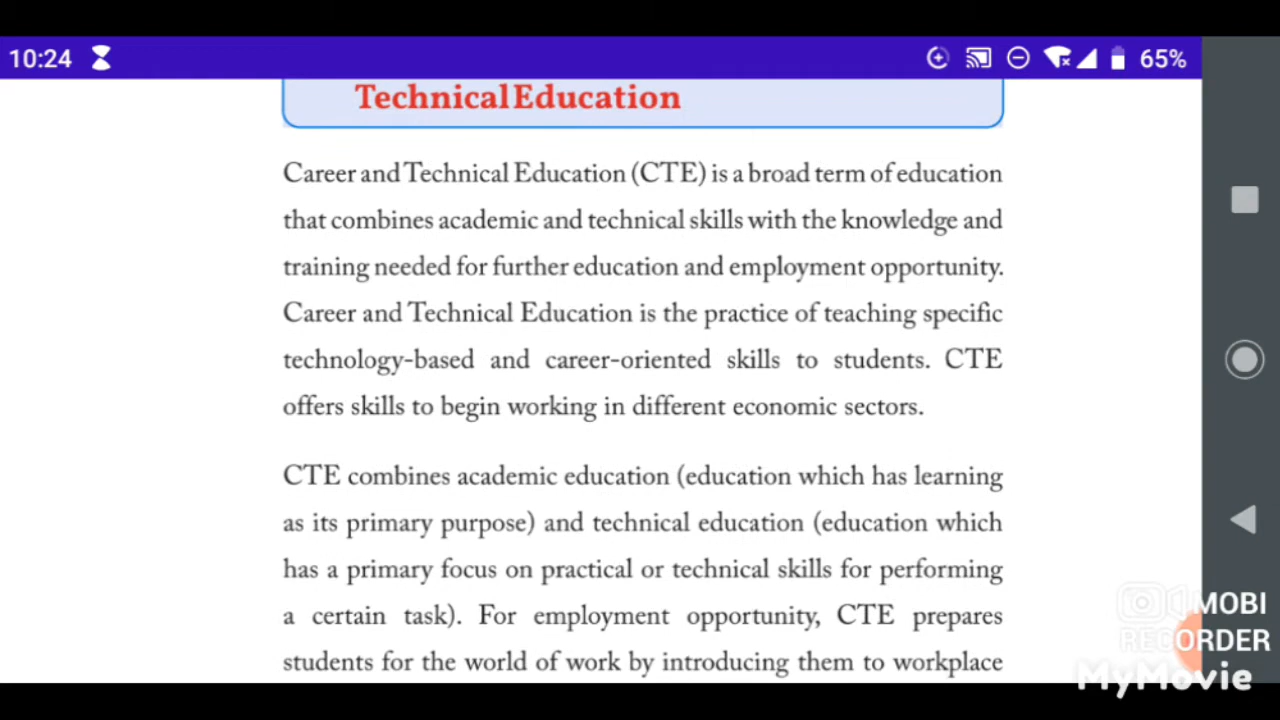 10:24
65%
Technical Education
Career and Technical Education (CTE) is a broad term of education
that combines academic and technical skills with the knowledge and
training needed for further education and employment opportunity.
Career and Technical Education is the practice of teaching specific
technology-based and career-oriented skills to students. CTE
offers skills to begin working in different economic sectors.
CTE combines academic education (education which has learning
as its primary purpose) and technical education (education which
has a primary focus on practical or technical skills for performing
a certain task). For employment opportunity, CTE prepares
students for the world of work by introducing them to workplace
MOBI
RECORDER
MyMovie